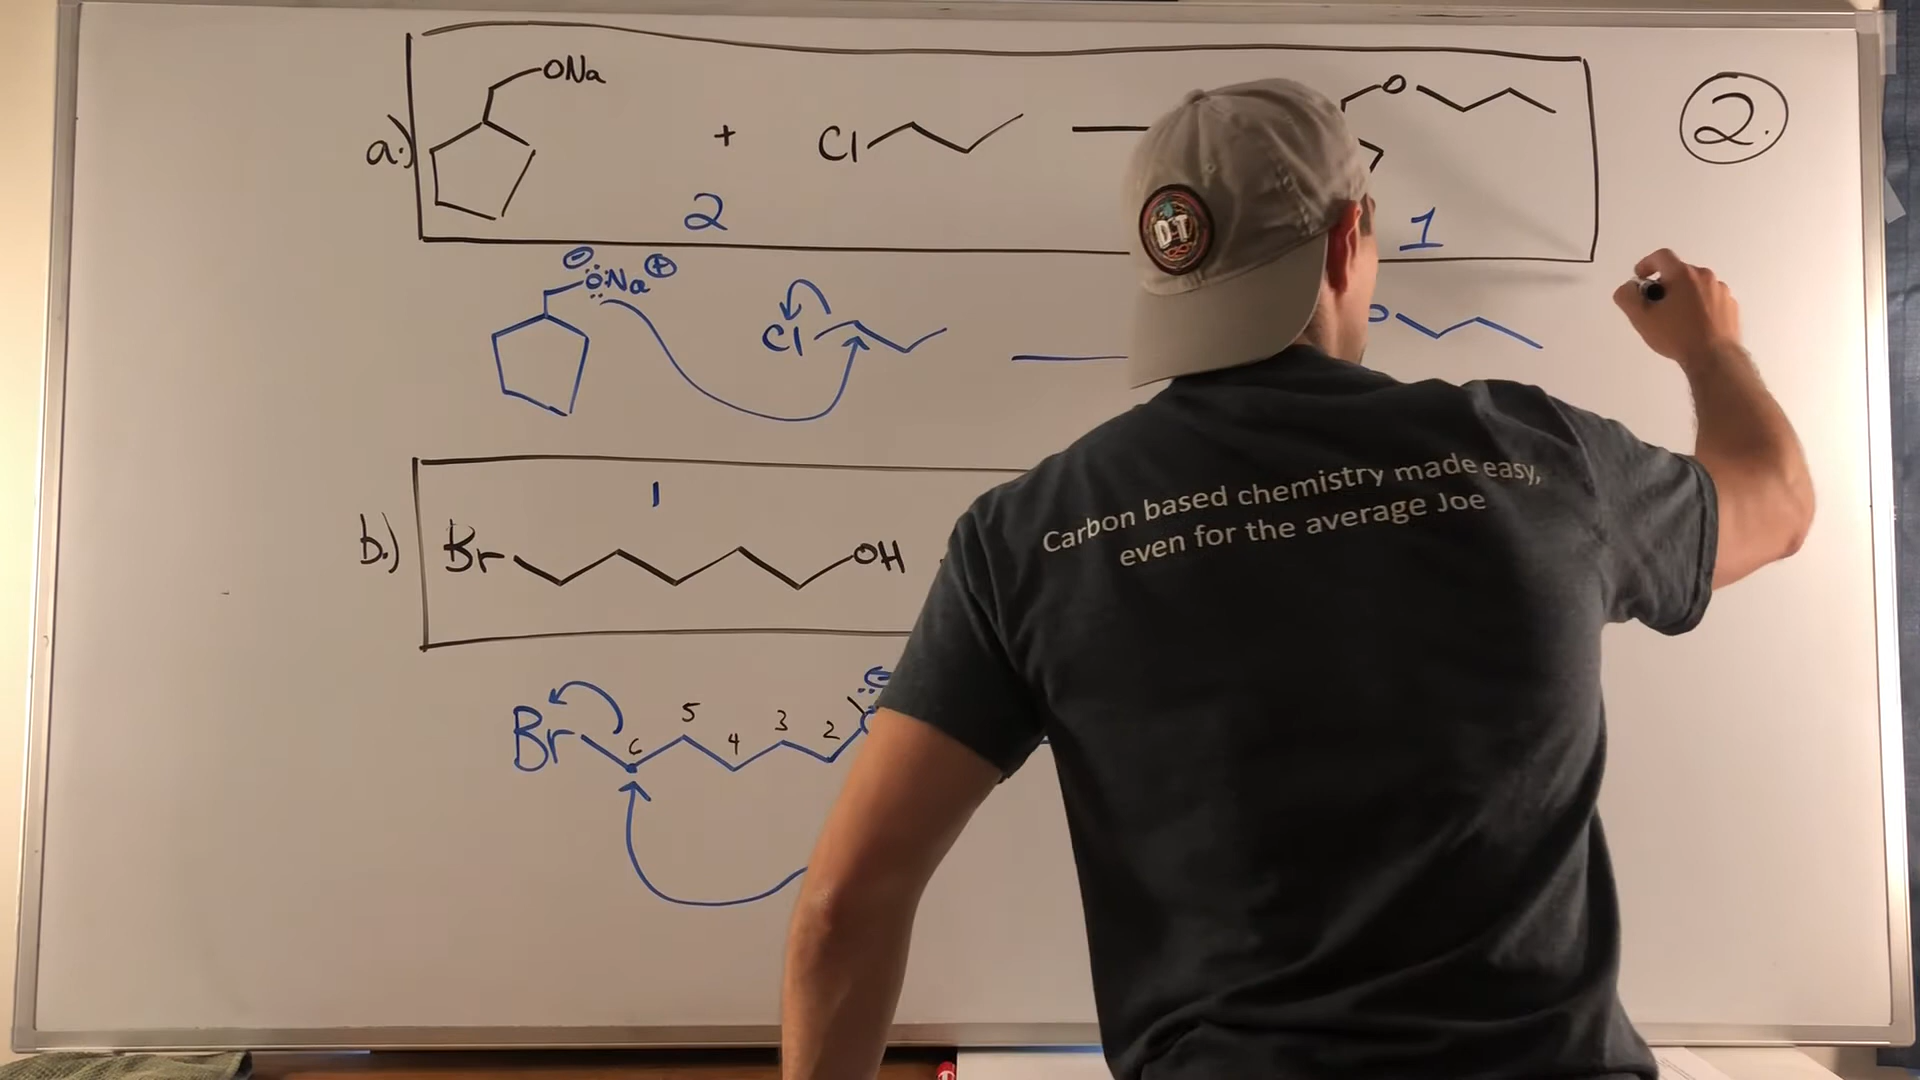 ONa
a.) + Cl O 2.
2 1
⊖ :Ö:Na ⊕
Cl O
1
b.) Br OH
⊖
Br C 5 4 3 2
DT
Carbon based chemistry made easy,
even for the average Joe